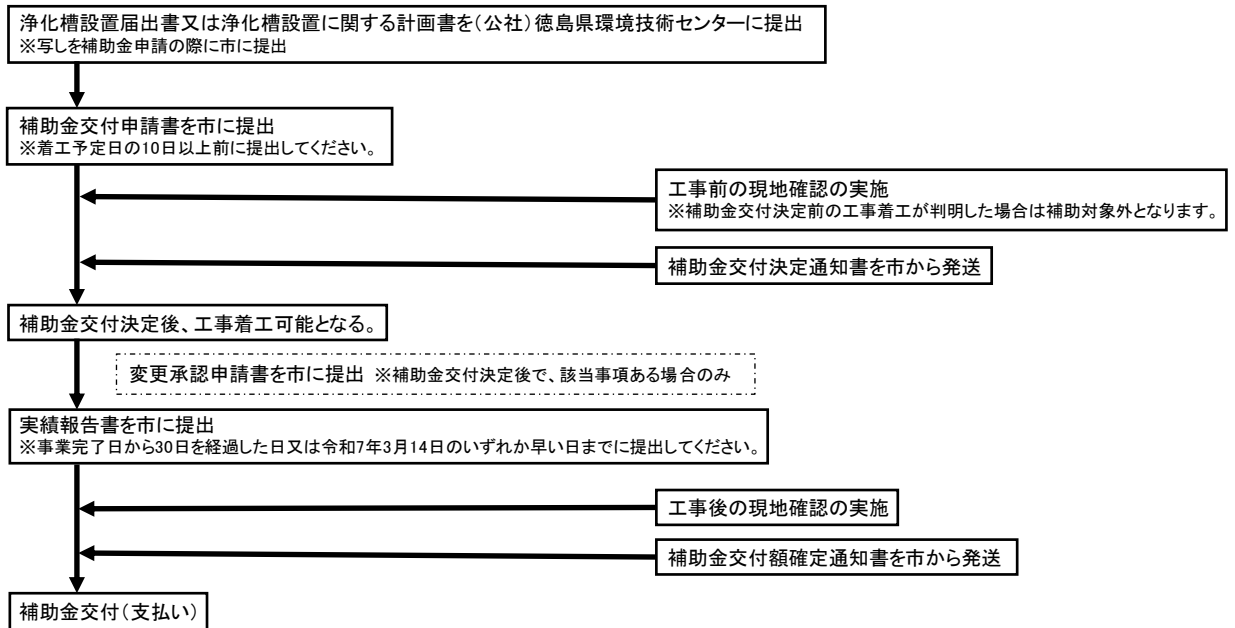 浄化槽設置届出書又は浄化槽設置に関する計画書を(公社)徳島県環境技術センターに提出
※写しを補助金申請の際に市に提出
補助金交付申請書を市に提出
※着工予定日の10日以上前に提出してください。
工事前の現地確認の実施
※補助金交付決定前の工事着工が判明した場合は補助対象外となります。
補助金交付決定通知書を市から発送
補助金交付決定後、工事着工可能となる。
変更承認申請書を市に提出 ※補助金交付決定後で、該当事項ある場合のみ
実績報告書を市に提出
※事業完了日から30日を経過した日又は令和7年3月14日のいずれか早い日までに提出してください。
工事後の現地確認の実施
補助金交付額確定通知書を市から発送
補助金交付(支払い)